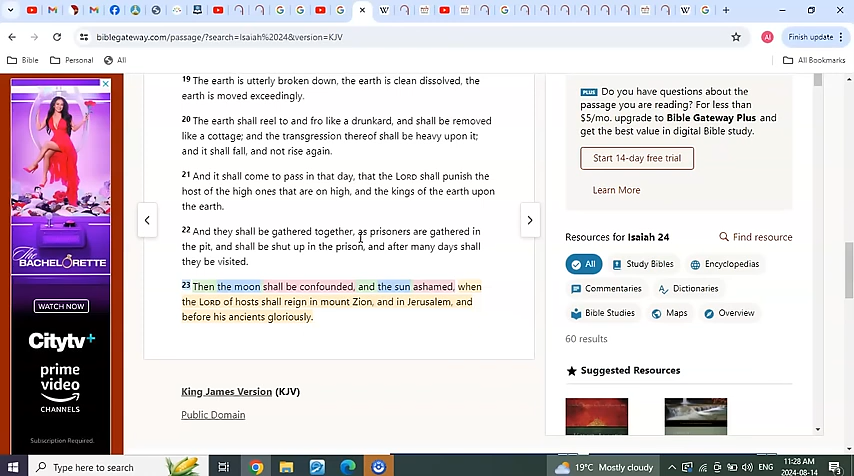 Finish update
biblegateway.com/passage/?search=Isaiah%2024&version=KJV
AI
Bible
Personal
All
All Bookmarks
19 The earth is utterly broken down, the earth is clean dissolved, the
earth is moved exceedingly.
20 The earth shall reel to and fro like a drunkard, and shall be removed
like a cottage; and the transgression thereof shall be heavy upon it;
and it shall fall, and not rise again.
21 And it shall come to pass in that day, that the LORD shall punish the
host of the high ones that are on high, and the kings of the earth upon
the earth.
22 And they shall be gathered together, as prisoners are gathered in
the pit, and shall be shut up in the prison, and after many days shall
they be visited.
23 Then the moon shall be confounded, and the sun ashamed, when
the LORD of hosts shall reign in mount Zion, and in Jerusalem, and
before his ancients gloriously.
King James Version (KJV)
Public Domain
THE
BACHELORETTE
WATCH NOW
Citytv+
prime
video
CHANNELS
Subscription Required.
PLUS Do you have questions about the
passage you are reading? For less than
$5/mo. upgrade to Bible Gateway Plus and
get the best value in digital Bible study.
Start 14-day free trial
Learn More
Resources for Isaiah 24
Find resource
All
Study Bibles
Encyclopedias
Commentaries
Dictionaries
Bible Studies
Maps
Overview
60 results
Suggested Resources
Type here to search
19°C Mostly cloudy
ENG
11:28 AM
2024-08-14